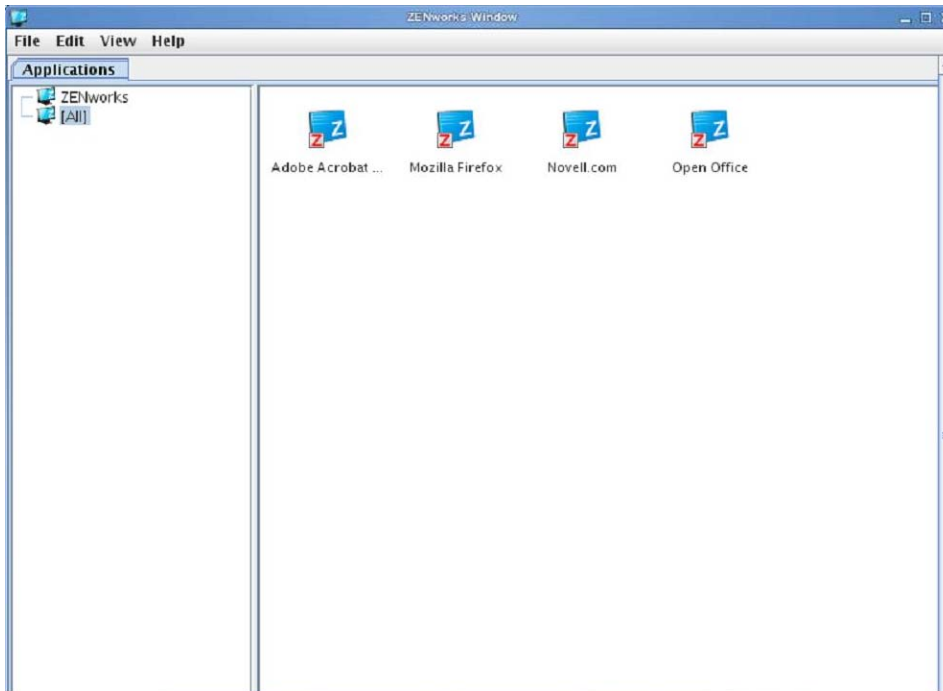 ZENworks Window
File Edit View Help
Applications
ZENworks
[All]
Z Z Z Z
Z Z Z Z
Adobe Acrobat ... Mozilla Firefox Novell.com Open Office